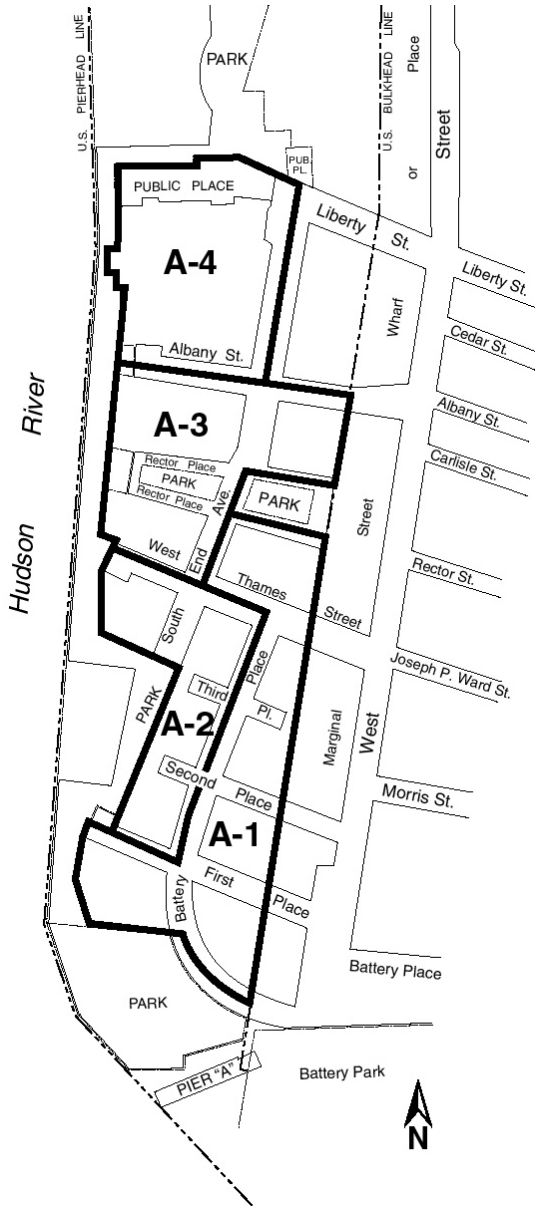 U.S. PIERHEAD LINE
PARK
U.S. BULKHEAD LINE
Place
or
Street
PUB.
PL.
PUBLIC PLACE
Liberty St.
Liberty St.
A-4
Wharf
Cedar St.
Albany St.
Albany St.
River
A-3
Carlisle St.
Rector Place
PARK
Ave.
PARK
Rector Place
Street
Hudson
West
End
Rector St.
Thames
Street
South
Joseph P. Ward St.
Place
Third
Pl.
PARK
A-2
Marginal
West
Second Place
Morris St.
A-1
First Place
Battery
Battery Place
PARK
PIER "A"
Battery Park
N